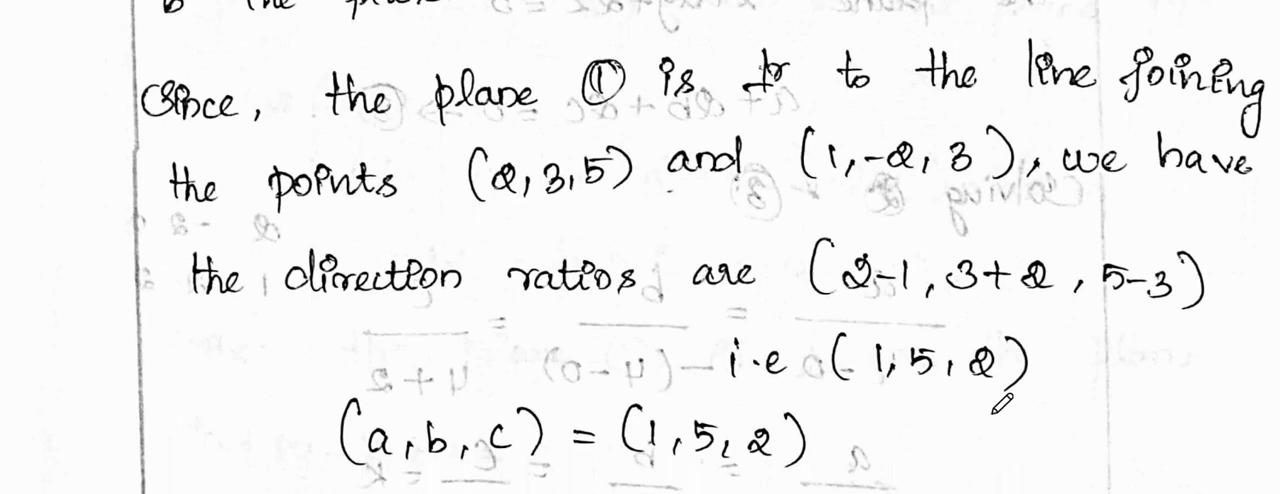 Since, the plane ① is ⊥r to the line joining
the points (2,3,5) and (1,-2, 3), we have
the direction ratios are (2-1, 3+2, 5-3)
i.e (1,5,2)
(a,b,c) = (1,5,2)